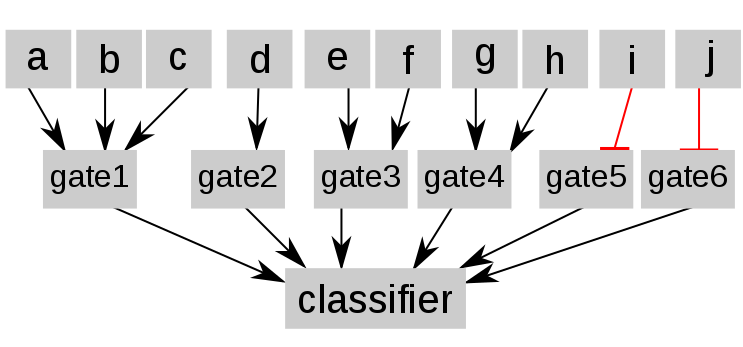 a b c d e f g h i j
gate1 gate2 gate3 gate4 gate5 gate6
classifier